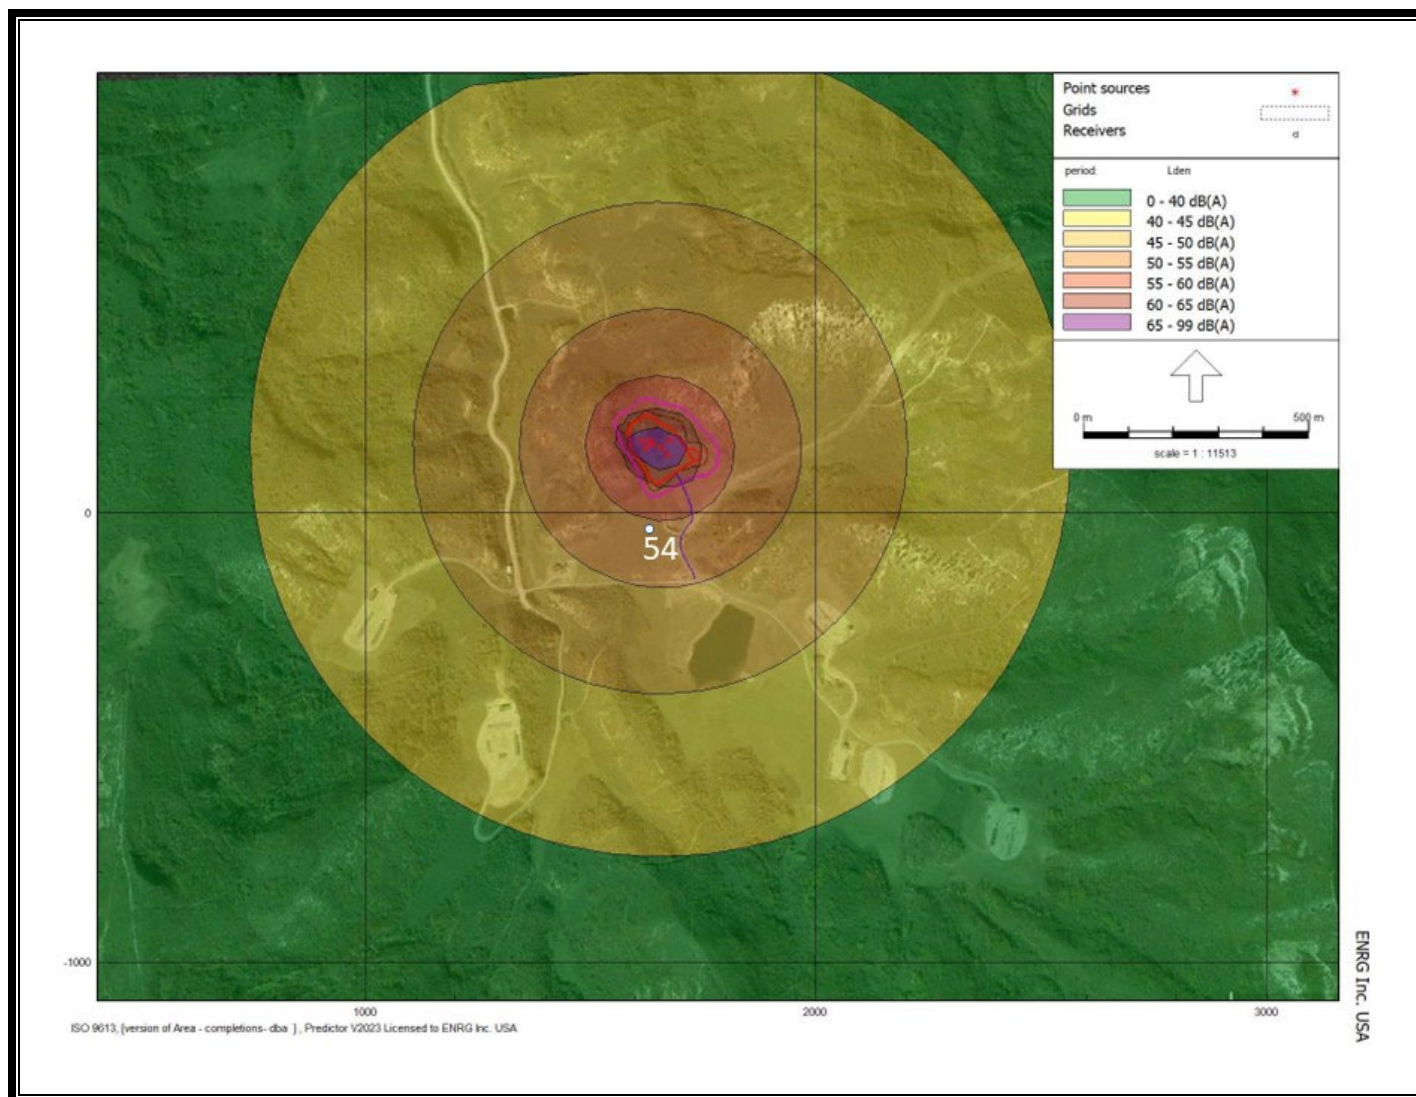 Point sources
Grids
Receivers
period: Lden
0 - 40 dB(A)
40 - 45 dB(A)
45 - 50 dB(A)
50 - 55 dB(A)
55 - 60 dB(A)
60 - 65 dB(A)
65 - 99 dB(A)
0 m 500 m
scale = 1 : 11513
0
54
-1000
1000 2000 3000
ISO 9613, [version of Area - completions- dba ] , Predictor V2023 Licensed to ENRG Inc. USA
ENRG Inc. USA